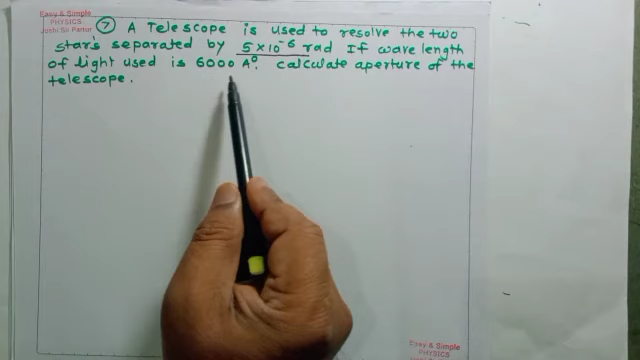 Easy & Simple
PHYSICS
Joshi Sir Partur
⑦ A Telescope is used to resolve the two
stars separated by 5×10⁻⁶ rad If wave length
of light used is 6000 A°. calculate aperture of the
telescope.
Easy & Simple
PHYSICS